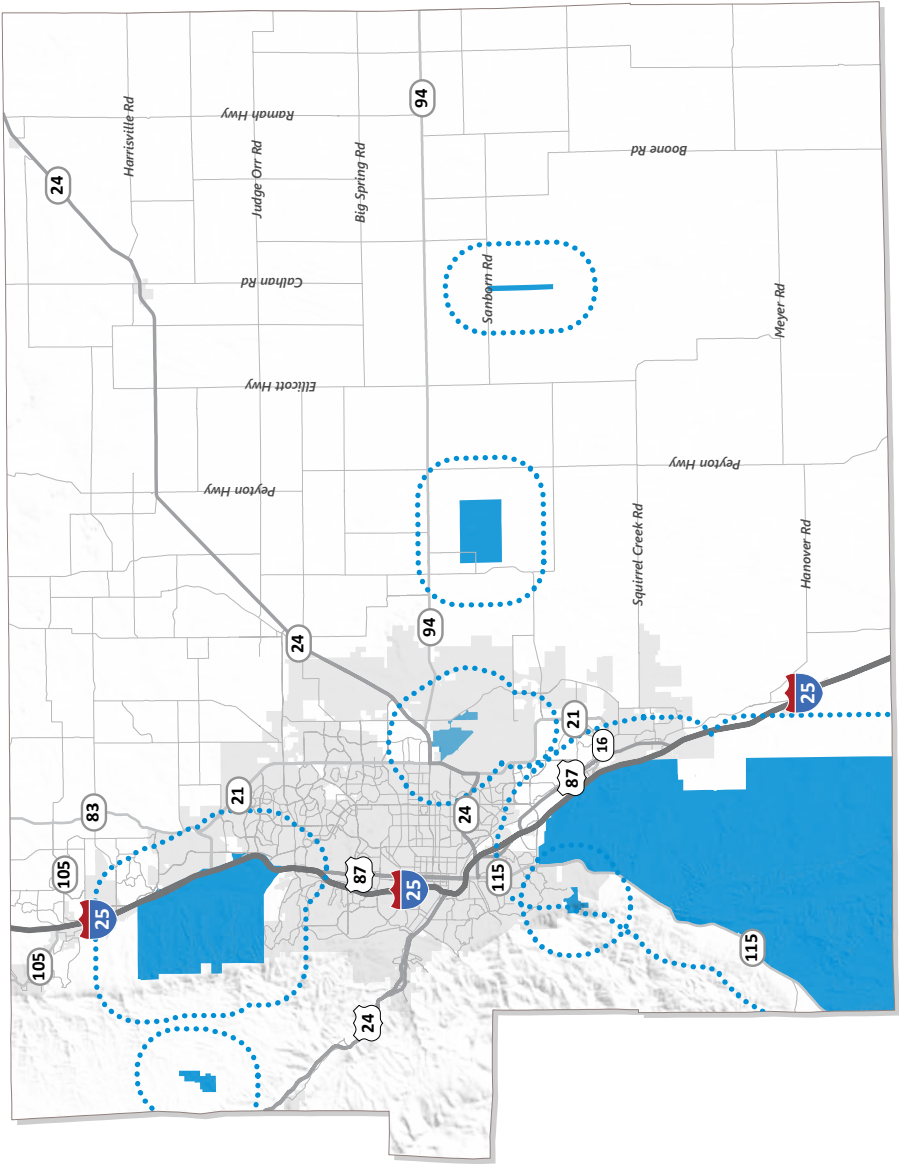 94
Ramah Hwy
Harrisville Rd
Judge Orr Rd
Big Spring Rd
Boone Rd
24
Calhan Rd
Sanborn Rd
Meyer Rd
Ellicott Hwy
Peyton Hwy
Peyton Hwy
Squirrel Creek Rd
Hanover Rd
94
24
25
21
16
87
21
83
24
105
87
25
115
25
105
115
24